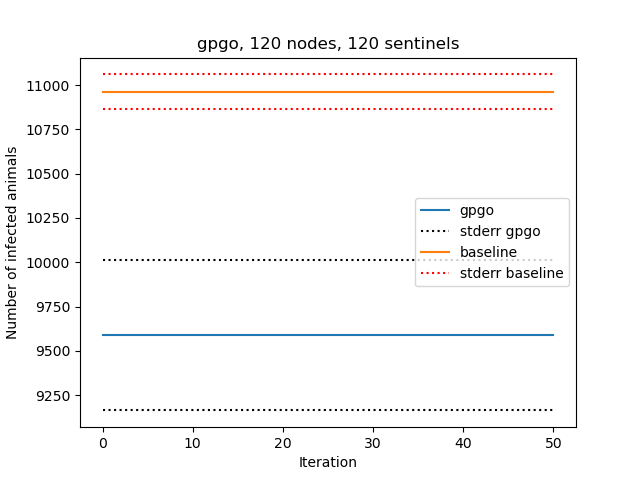 gpgo, 120 nodes, 120 sentinels
11000
10750
10500
10250
10000
9750
9500
9250
Number of infected animals
gpgo
stderr gpgo
baseline
stderr baseline
0
10
20
30
40
50
Iteration